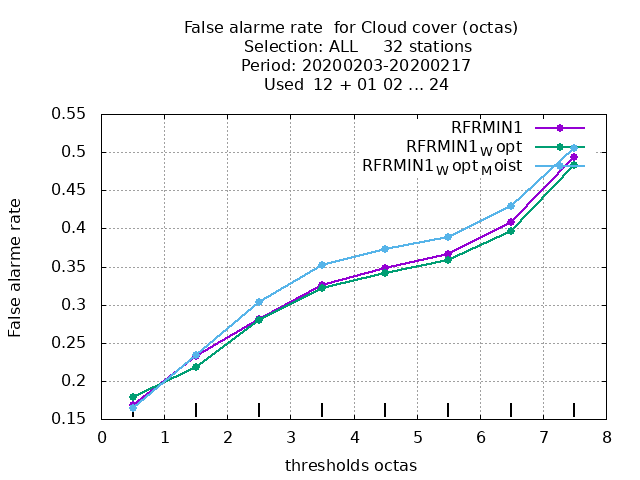 False alarme rate  for Cloud cover (octas)
Selection: ALL     32 stations
Period: 20200203-20200217
Used  12 + 01 02 ... 24
0.55
0.5
0.45
0.4
0.35
0.3
0.25
0.2
0.15
False alarme rate
RFRMIN1
RFRMIN1_W opt
RFRMIN1_W opt_M oist
0 1 2 3 4 5 6 7 8
thresholds octas